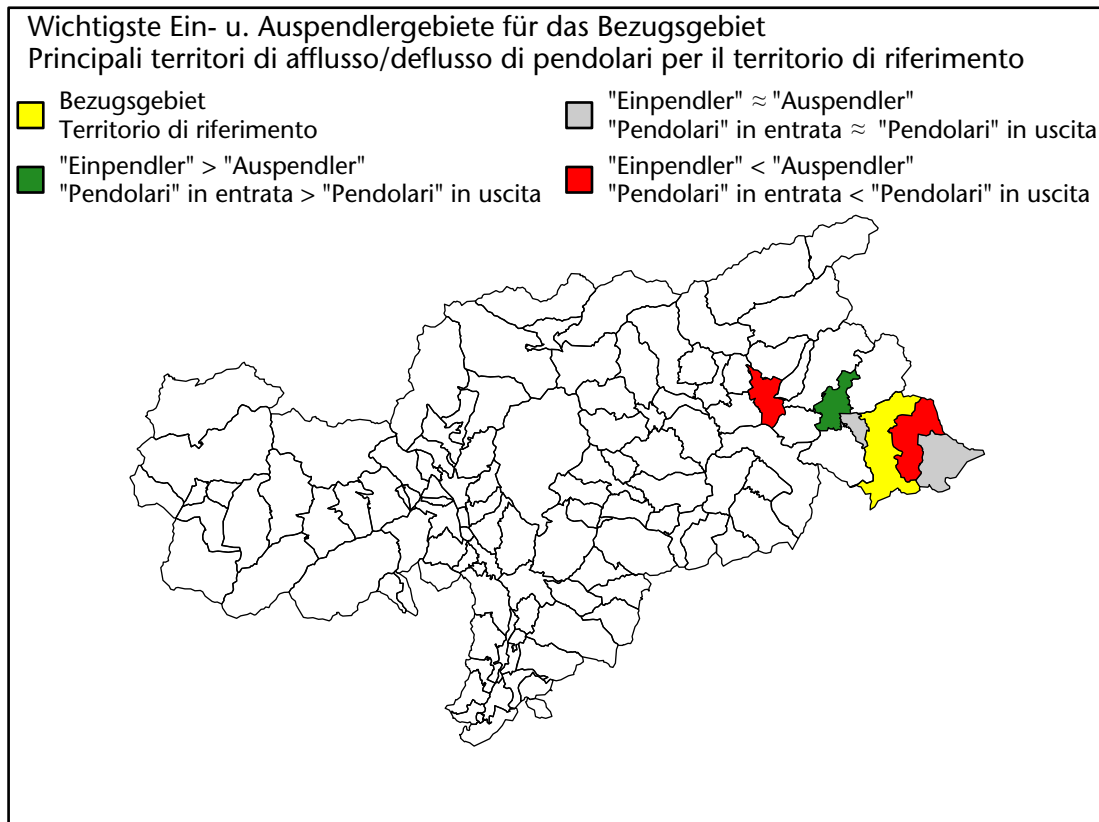 Wichtigste Ein- u. Auspendlergebiete für das Bezugsgebiet
Principali territori di afflusso/deflusso di pendolari per il territorio di riferimento
Bezugsgebiet
Territorio di riferimento
"Einpendler" > "Auspendler"
"Pendolari" in entrata > "Pendolari" in uscita
"Einpendler" ≈ "Auspendler"
"Pendolari" in entrata ≈ "Pendolari" in uscita
"Einpendler" < "Auspendler"
"Pendolari" in entrata < "Pendolari" in uscita